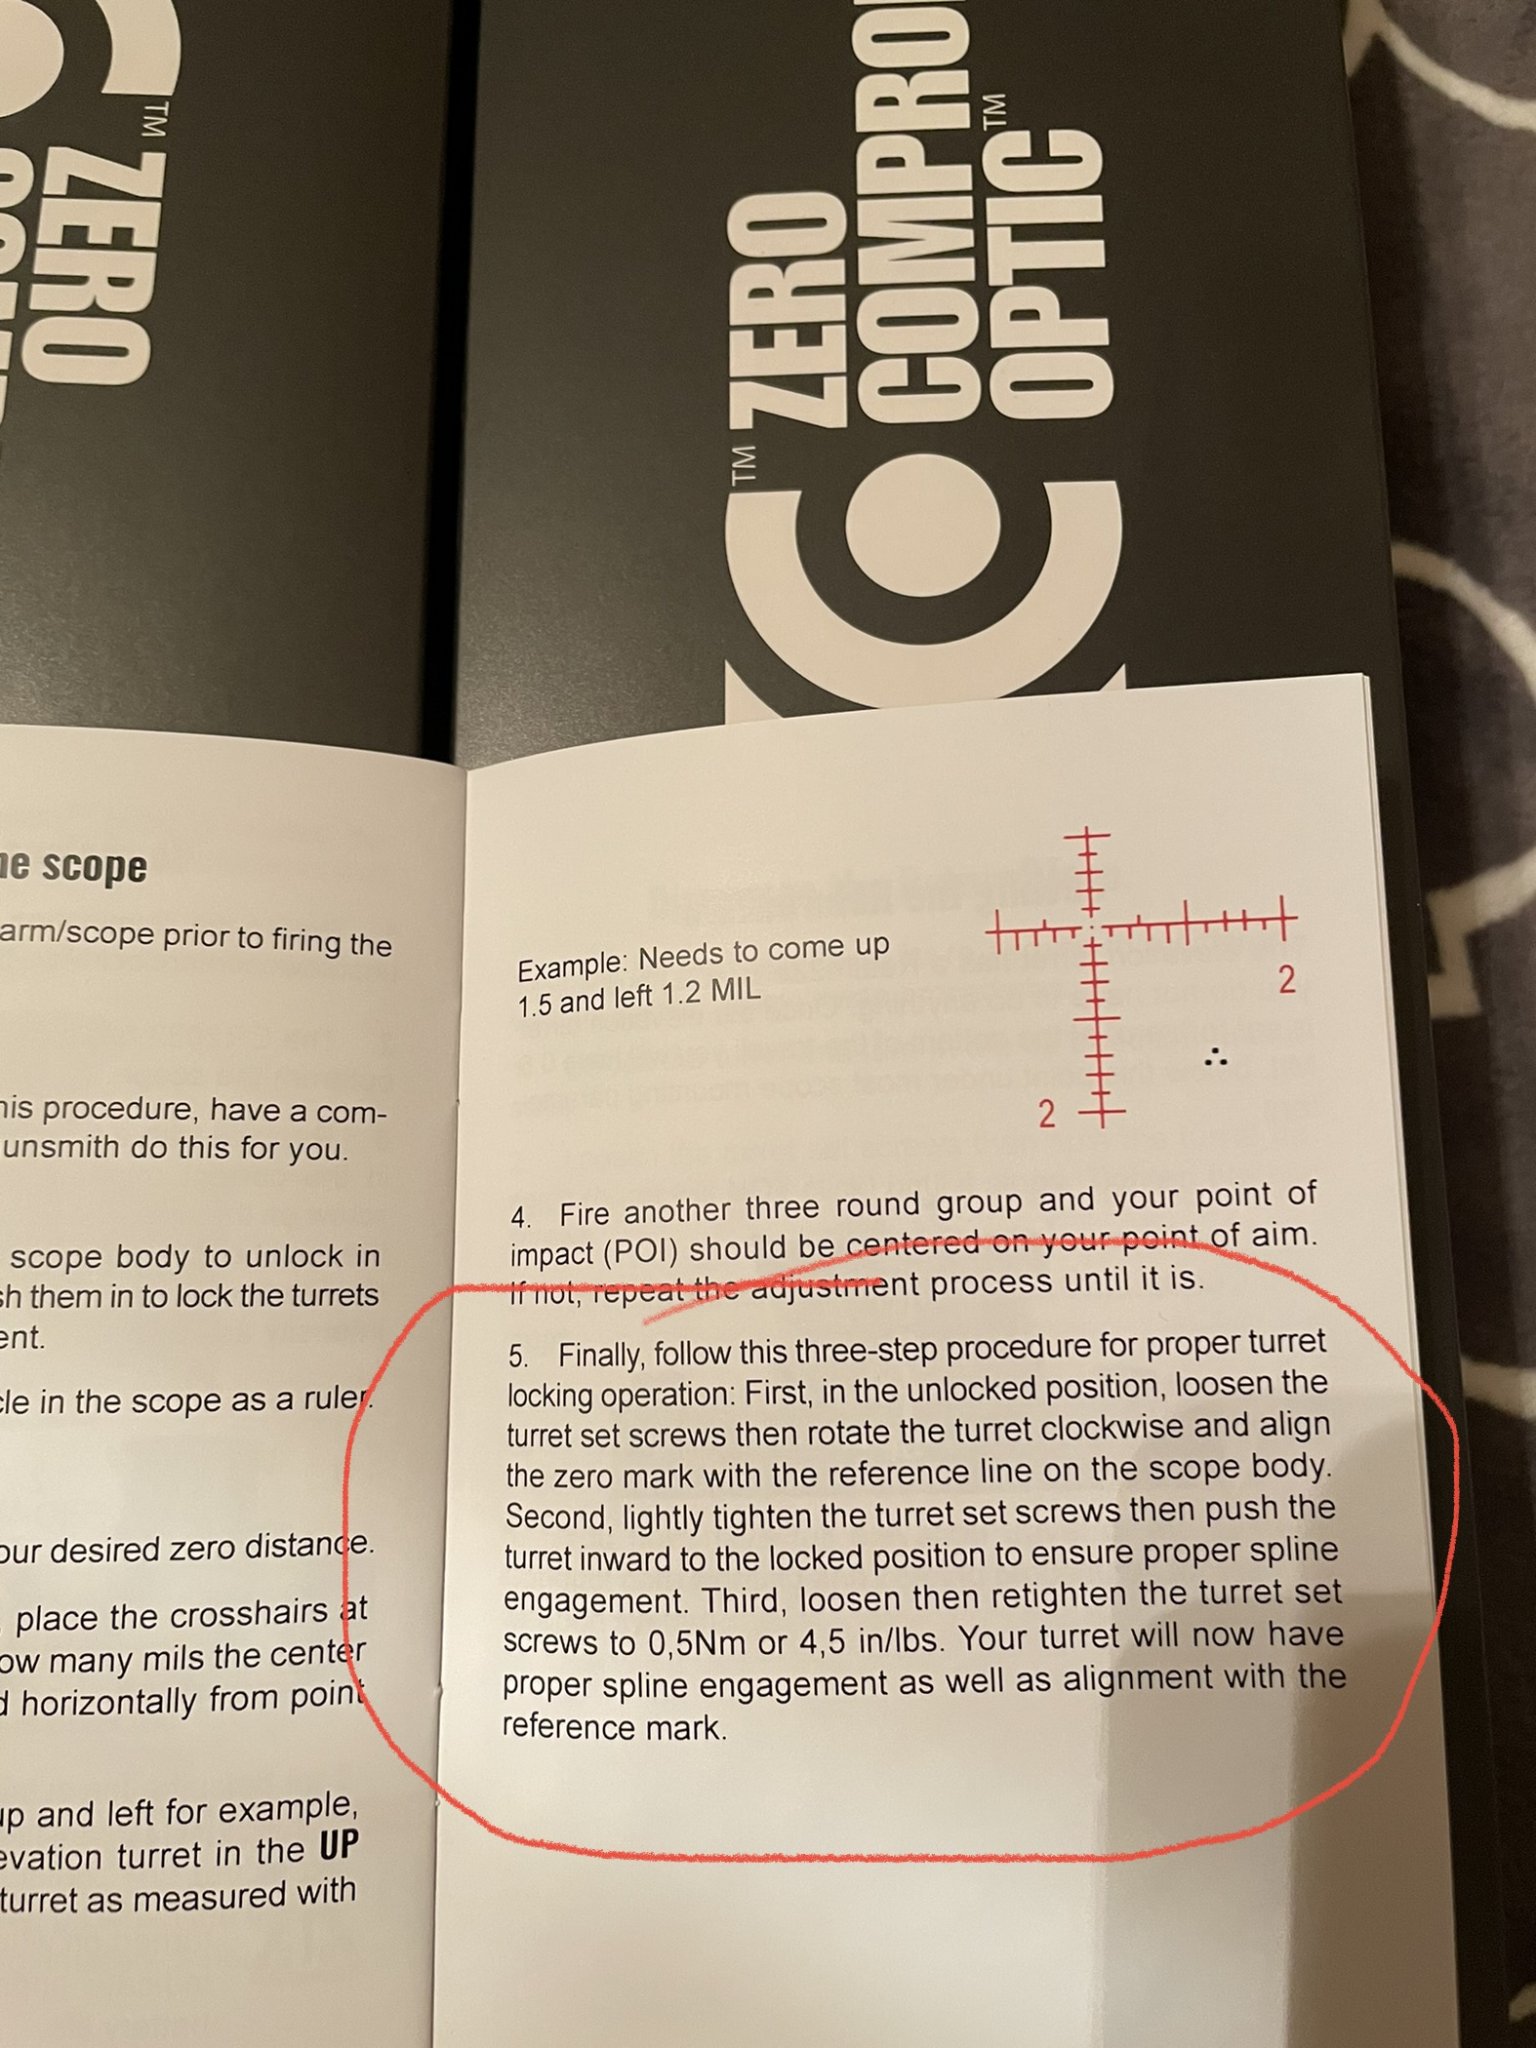 ™ ZERO
™ ZERO
COMPRO
OPTIC™
he scope
arm/scope prior to firing the
his procedure, have a com-
unsmith do this for you.
scope body to unlock in
sh them in to lock the turrets
ent.
cle in the scope as a ruler.
our desired zero distance.
, place the crosshairs at
ow many mils the center
d horizontally from point
up and left for example,
evation turret in the UP
turret as measured with
Example: Needs to come up
1.5 and left 1.2 MIL
2
2
4. Fire another three round group and your point of
impact (POI) should be centered on your point of aim.
If not, repeat the adjustment process until it is.
5. Finally, follow this three-step procedure for proper turret
locking operation: First, in the unlocked position, loosen the
turret set screws then rotate the turret clockwise and align
the zero mark with the reference line on the scope body.
Second, lightly tighten the turret set screws then push the
turret inward to the locked position to ensure proper spline
engagement. Third, loosen then retighten the turret set
screws to 0,5Nm or 4,5 in/lbs. Your turret will now have
proper spline engagement as well as alignment with the
reference mark.